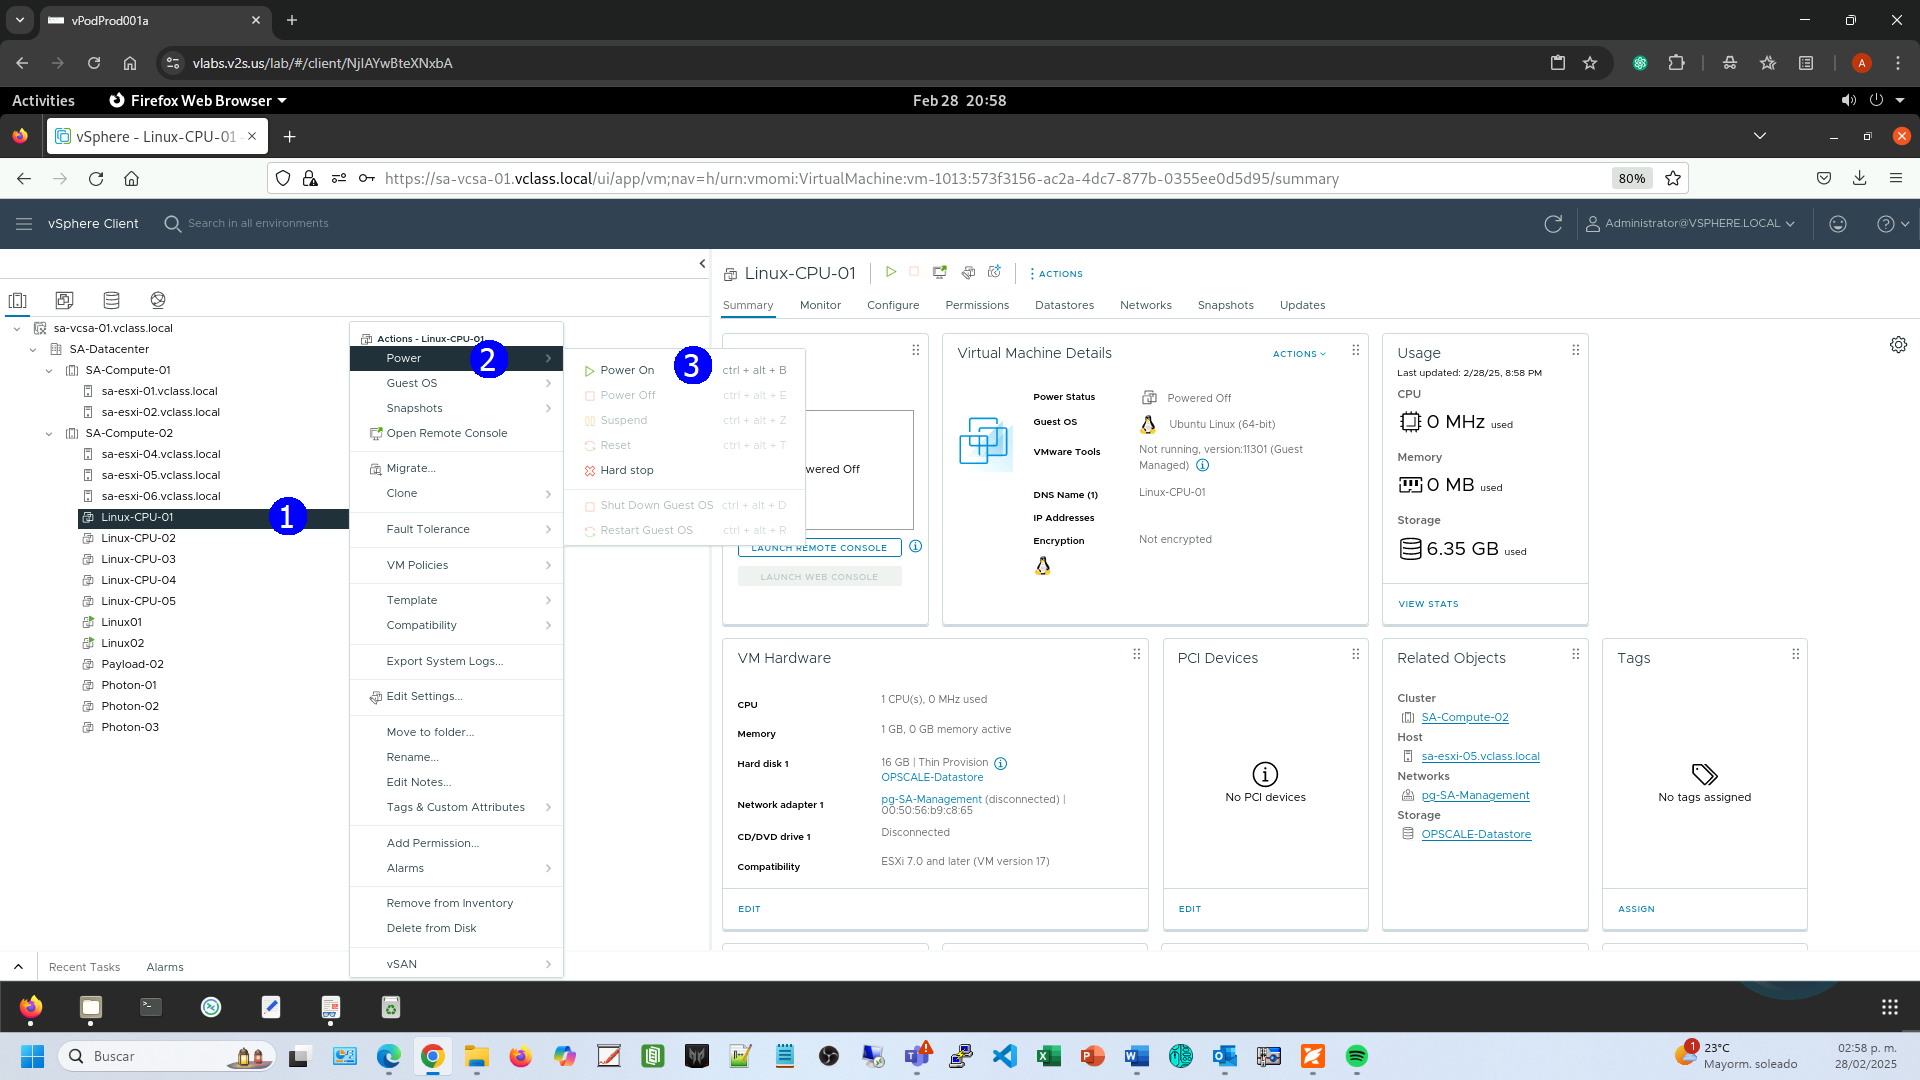 vPodProd001a
vlabs.v2s.us/lab/#/client/NjIAYwBteXNxbA
A
Activities
Firefox Web Browser
Feb 28 20:58
vSphere - Linux-CPU-01
https://sa-vcsa-01.vclass.local/ui/app/vm;nav=h/urn:vmomi:VirtualMachine:vm-1013:573f3156-ac2a-4dc7-877b-0355ee0d5d95/summary
80%
vSphere Client
Search in all environments
Administrator@VSPHERE.LOCAL
Linux-CPU-01
ACTIONS
Summary
Monitor
Configure
Permissions
Datastores
Networks
Snapshots
Updates
sa-vcsa-01.vclass.local
SA-Datacenter
SA-Compute-01
sa-esxi-01.vclass.local
sa-esxi-02.vclass.local
SA-Compute-02
sa-esxi-04.vclass.local
sa-esxi-05.vclass.local
sa-esxi-06.vclass.local
Linux-CPU-01
1
Linux-CPU-02
Linux-CPU-03
Linux-CPU-04
Linux-CPU-05
Linux01
Linux02
Payload-02
Photon-01
Photon-02
Photon-03
Actions - Linux-CPU-01
Power
2
Guest OS
Snapshots
Open Remote Console
Migrate...
Clone
Fault Tolerance
VM Policies
Template
Compatibility
Export System Logs...
Edit Settings...
Move to folder...
Rename...
Edit Notes...
Tags & Custom Attributes
Add Permission...
Alarms
Remove from Inventory
Delete from Disk
vSAN
Power On
3
ctrl + alt + B
Power Off ctrl + alt + E
Suspend ctrl + alt + Z
Reset ctrl + alt + T
Hard stop
Shut Down Guest OS ctrl + alt + D
Restart Guest OS ctrl + alt + R
wered Off
LAUNCH REMOTE CONSOLE
LAUNCH WEB CONSOLE
Virtual Machine Details
ACTIONS
Power Status Powered Off
Guest OS Ubuntu Linux (64-bit)
VMware Tools Not running, version:11301 (Guest
Managed)
DNS Name (1) Linux-CPU-01
IP Addresses
Encryption Not encrypted
Usage
Last updated: 2/28/25, 8:58 PM
CPU
0 MHz used
Memory
0 MB used
Storage
6.35 GB used
VIEW STATS
VM Hardware
CPU 1 CPU(s), 0 MHz used
Memory 1 GB, 0 GB memory active
Hard disk 1 16 GB | Thin Provision
OPSCALE-Datastore
Network adapter 1 pg-SA-Management (disconnected) |
00:50:56:b9:c8:65
CD/DVD drive 1 Disconnected
Compatibility ESXi 7.0 and later (VM version 17)
EDIT
PCI Devices
No PCI devices
EDIT
Related Objects
Cluster
SA-Compute-02
Host
sa-esxi-05.vclass.local
Networks
pg-SA-Management
Storage
OPSCALE-Datastore
Tags
No tags assigned
ASSIGN
Recent Tasks
Alarms
Buscar
1
23°C
Mayorm. soleado
02:58 p. m.
28/02/2025